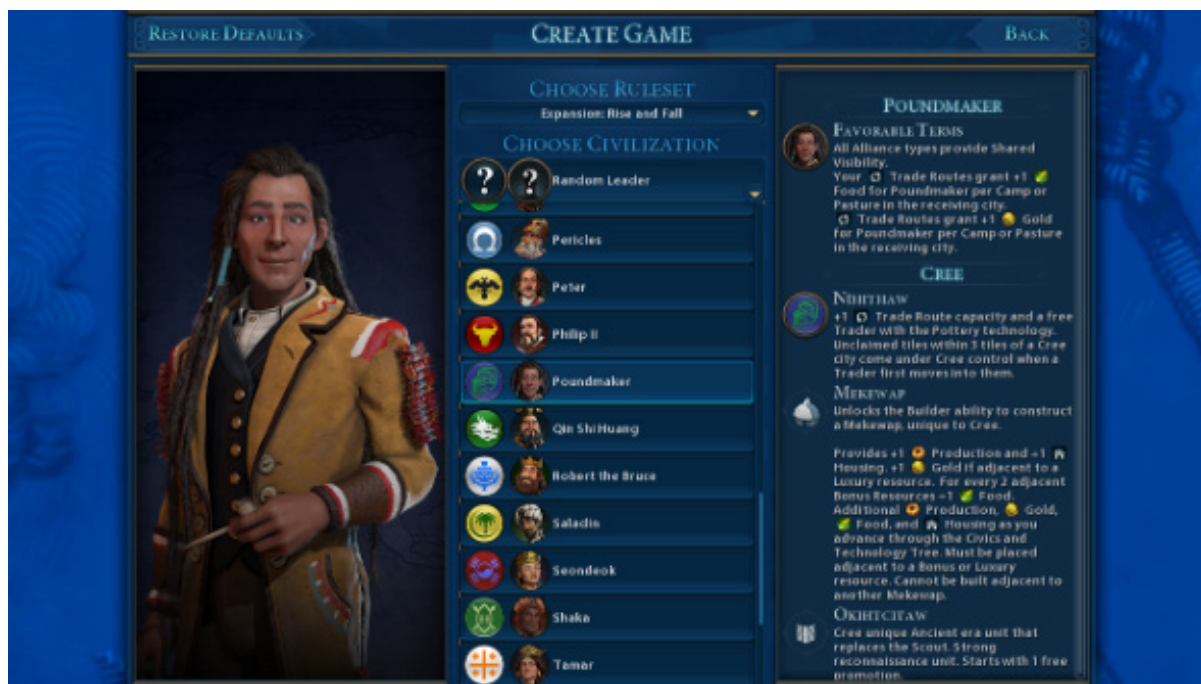 RESTORE DEFAULTS
CREATE GAME
BACK
CHOOSE RULESET
Expansion: Rise and Fall
CHOOSE CIVILIZATION
? ? Random Leader
Pericles
Peter
Philip II
Poundmaker
Qin Shi Huang
Robert the Bruce
Saladin
Seondeok
Shaka
Tamar
POUNDMAKER
FAVORABLE TERMS
All Alliance types provide Shared
Visibility.
Your Trade Routes grant +1
Food for Poundmaker per Camp or
Pasture in the receiving city.
Trade Routes grant +1 Gold
for Poundmaker per Camp or Pasture
in the receiving city.
CREE
NIHITHAW
+1 Trade Route capacity and a free
Trader with the Pottery technology.
Unclaimed tiles within 3 tiles of a Cree
city come under Cree control when a
Trader first moves into them.
MEKEWAP
Unlocks the Builder ability to construct
a Mekewap, unique to Cree.
Provides +1 Production and +1
Housing. +1 Gold if adjacent to a
Luxury resource. For every 2 adjacent
Bonus Resources +1 Food.
Additional Production, Gold,
Food, and Housing as you
advance through the Civics and
Technology Tree. Must be placed
adjacent to a Bonus or Luxury
resource. Cannot be built adjacent to
another Mekewap.
OKIHTCITAW
Cree unique Ancient era unit that
replaces the Scout. Strong
reconnaissance unit. Starts with 1 free
promotion.